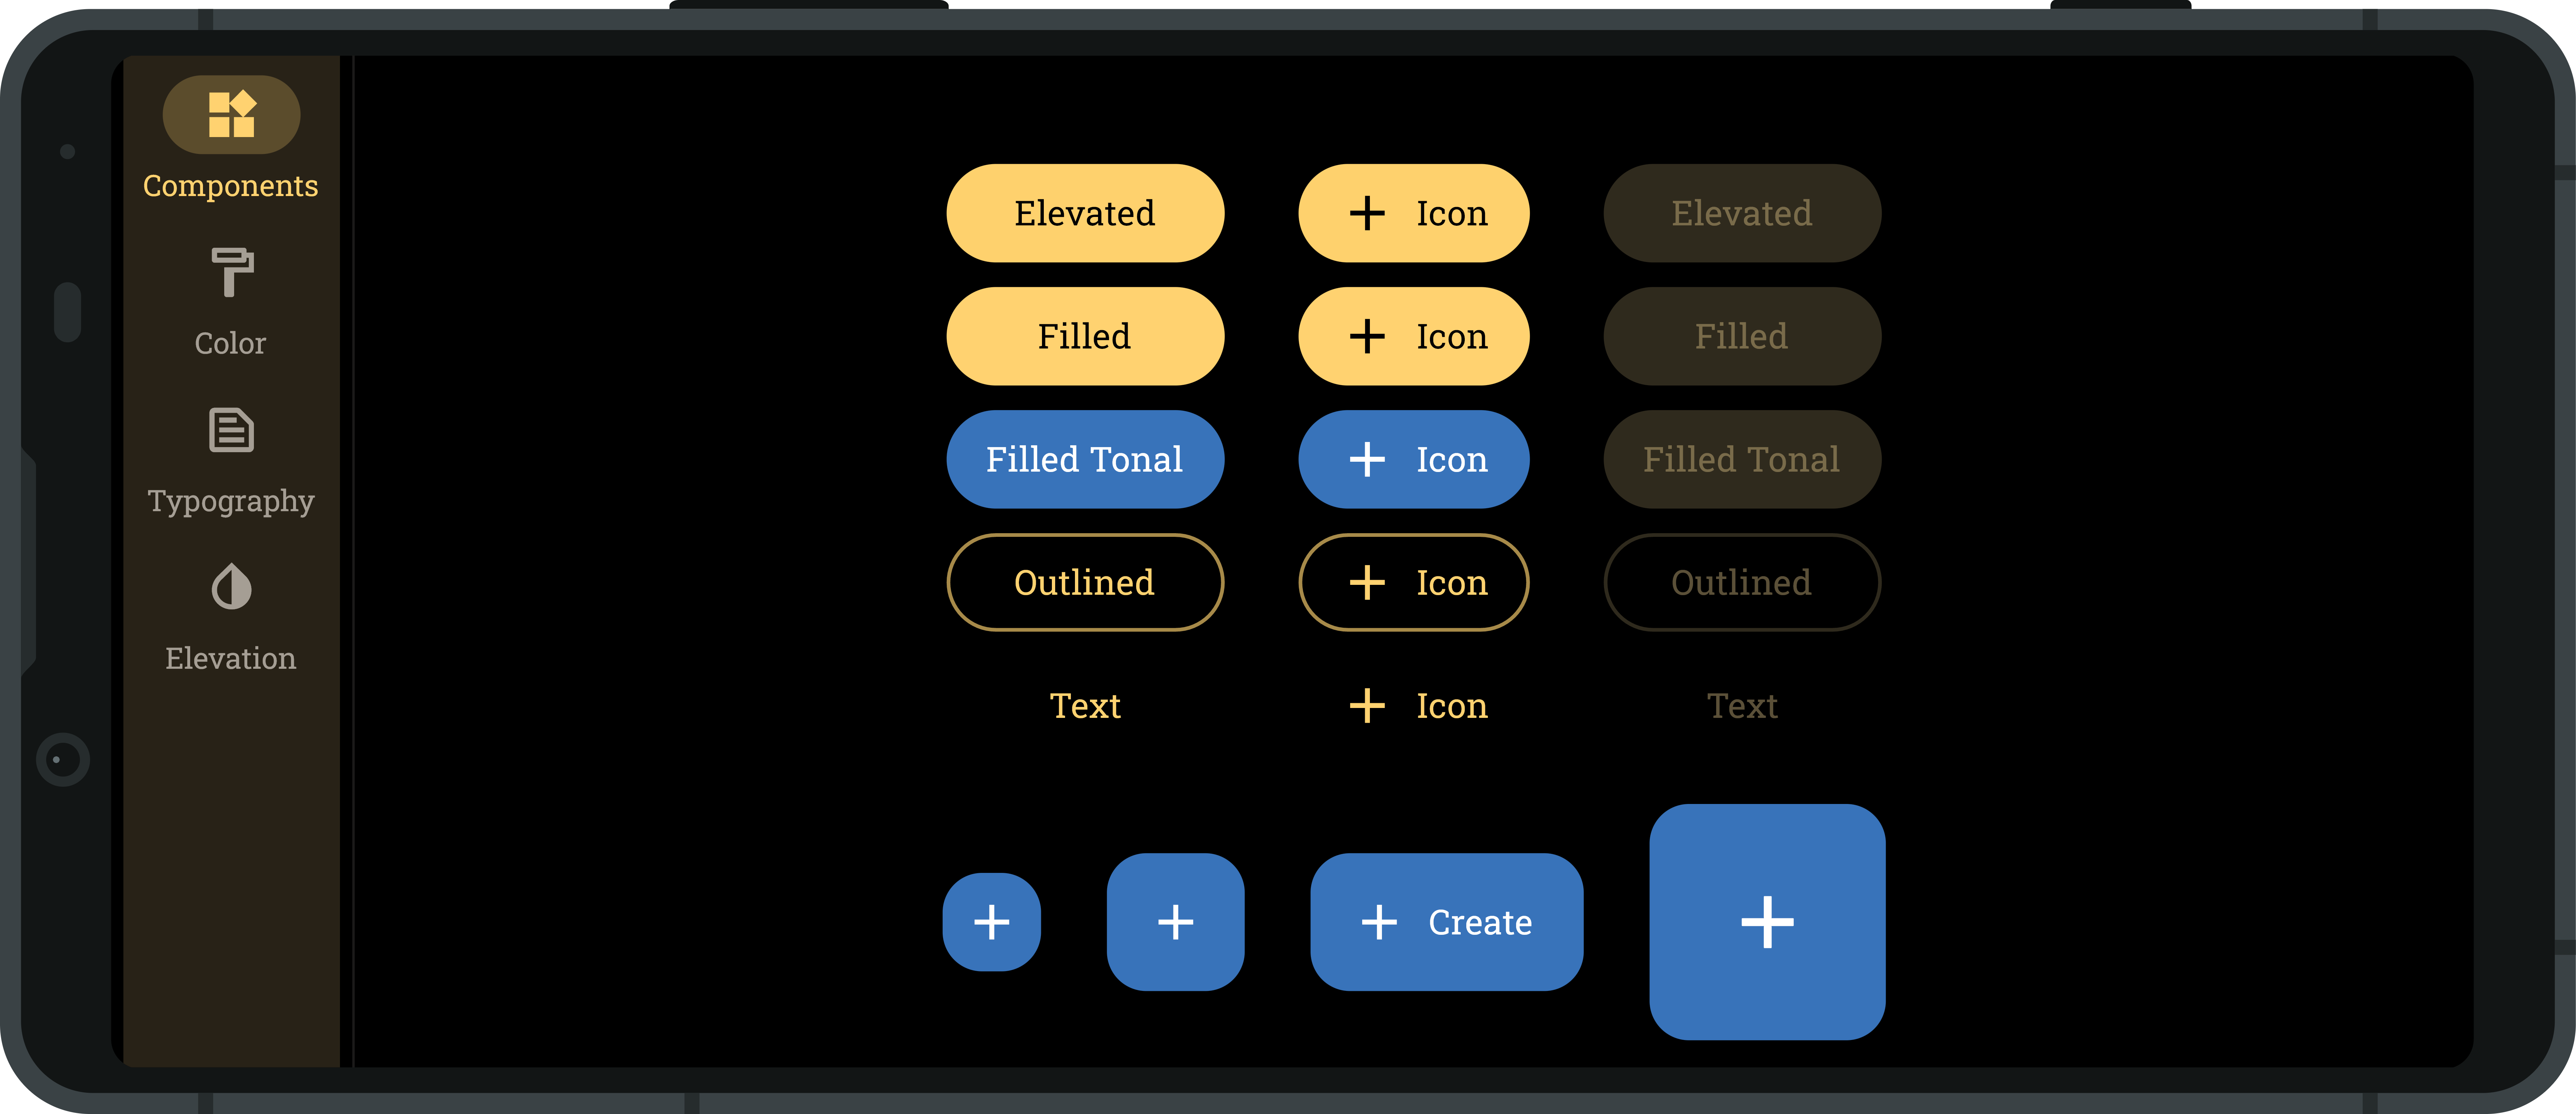 Components
Color
Typography
Elevation
Elevated
Icon
Elevated
Filled
Icon
Filled
Filled Tonal
Icon
Filled Tonal
Outlined
Icon
Outlined
Text
Icon
Text
Create